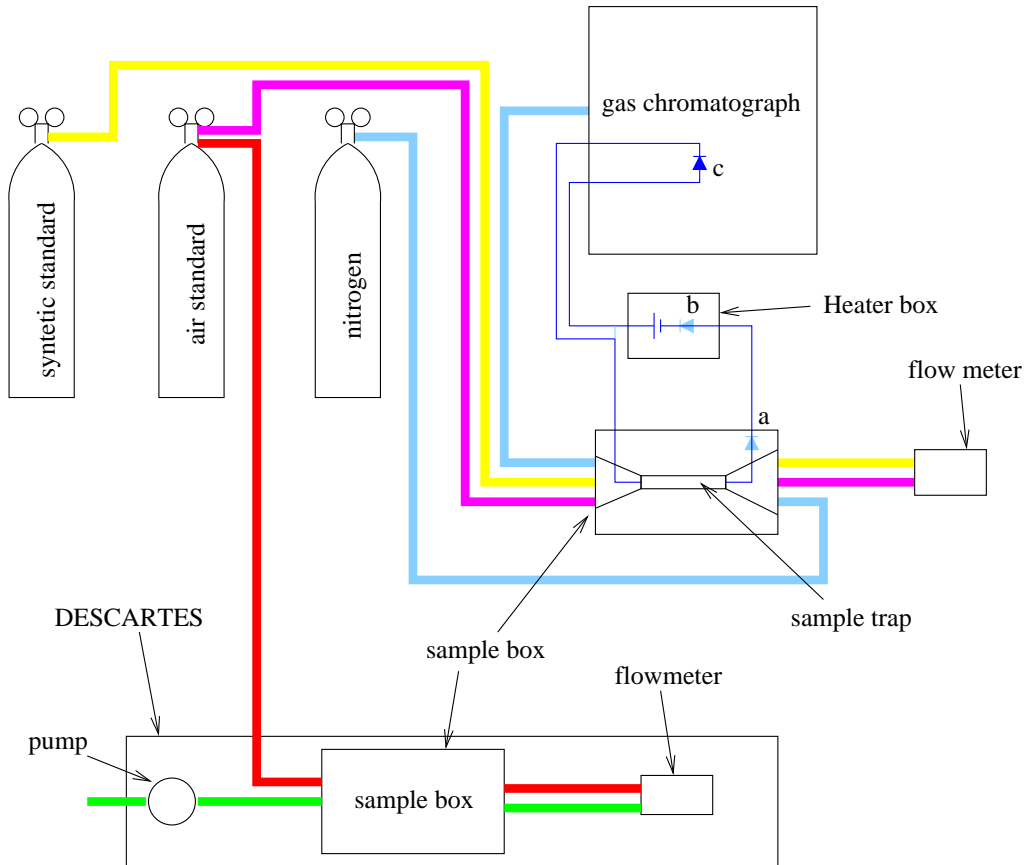 gas chromatograph
c
syntetic standard
air standard
nitrogen
b
Heater box
flow meter
a
sample trap
DESCARTES
sample box
flowmeter
pump
sample box